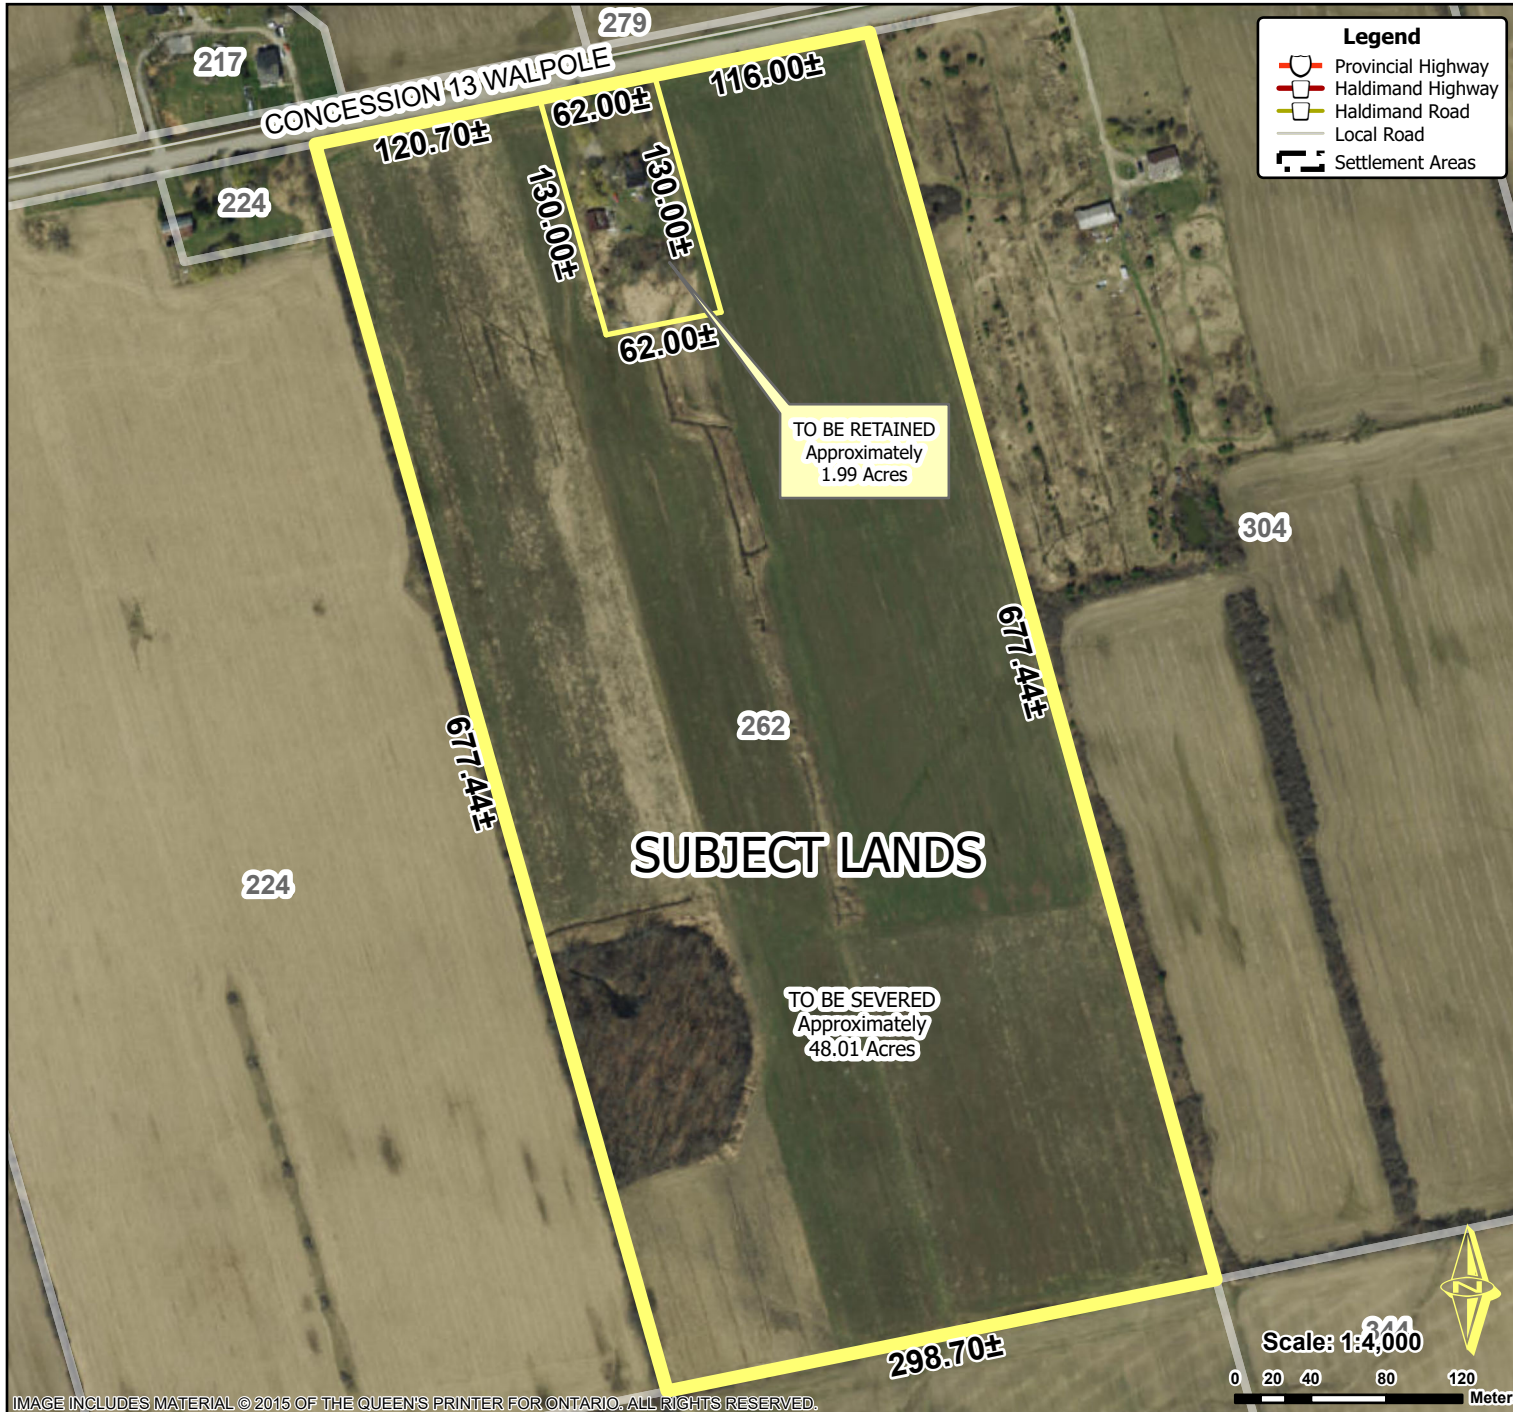 279
217
CONCESSION 13 WALPOLE
116.00±
62.00±
120.70±
Legend
Provincial Highway
Haldimand Highway
Haldimand Road
Local Road
Settlement Areas
130.00±
130.00±
224
62.00±
TO BE RETAINED
Approximately
1.99 Acres
304
677.44±
262
677.44±
SUBJECT LANDS
224
TO BE SEVERED
Approximately
48.01 Acres
N
344
Scale: 1:4,000
298.70±
0 20 40 80 120
Meter
IMAGE INCLUDES MATERIAL © 2015 OF THE QUEEN'S PRINTER FOR ONTARIO. ALL RIGHTS RESERVED.